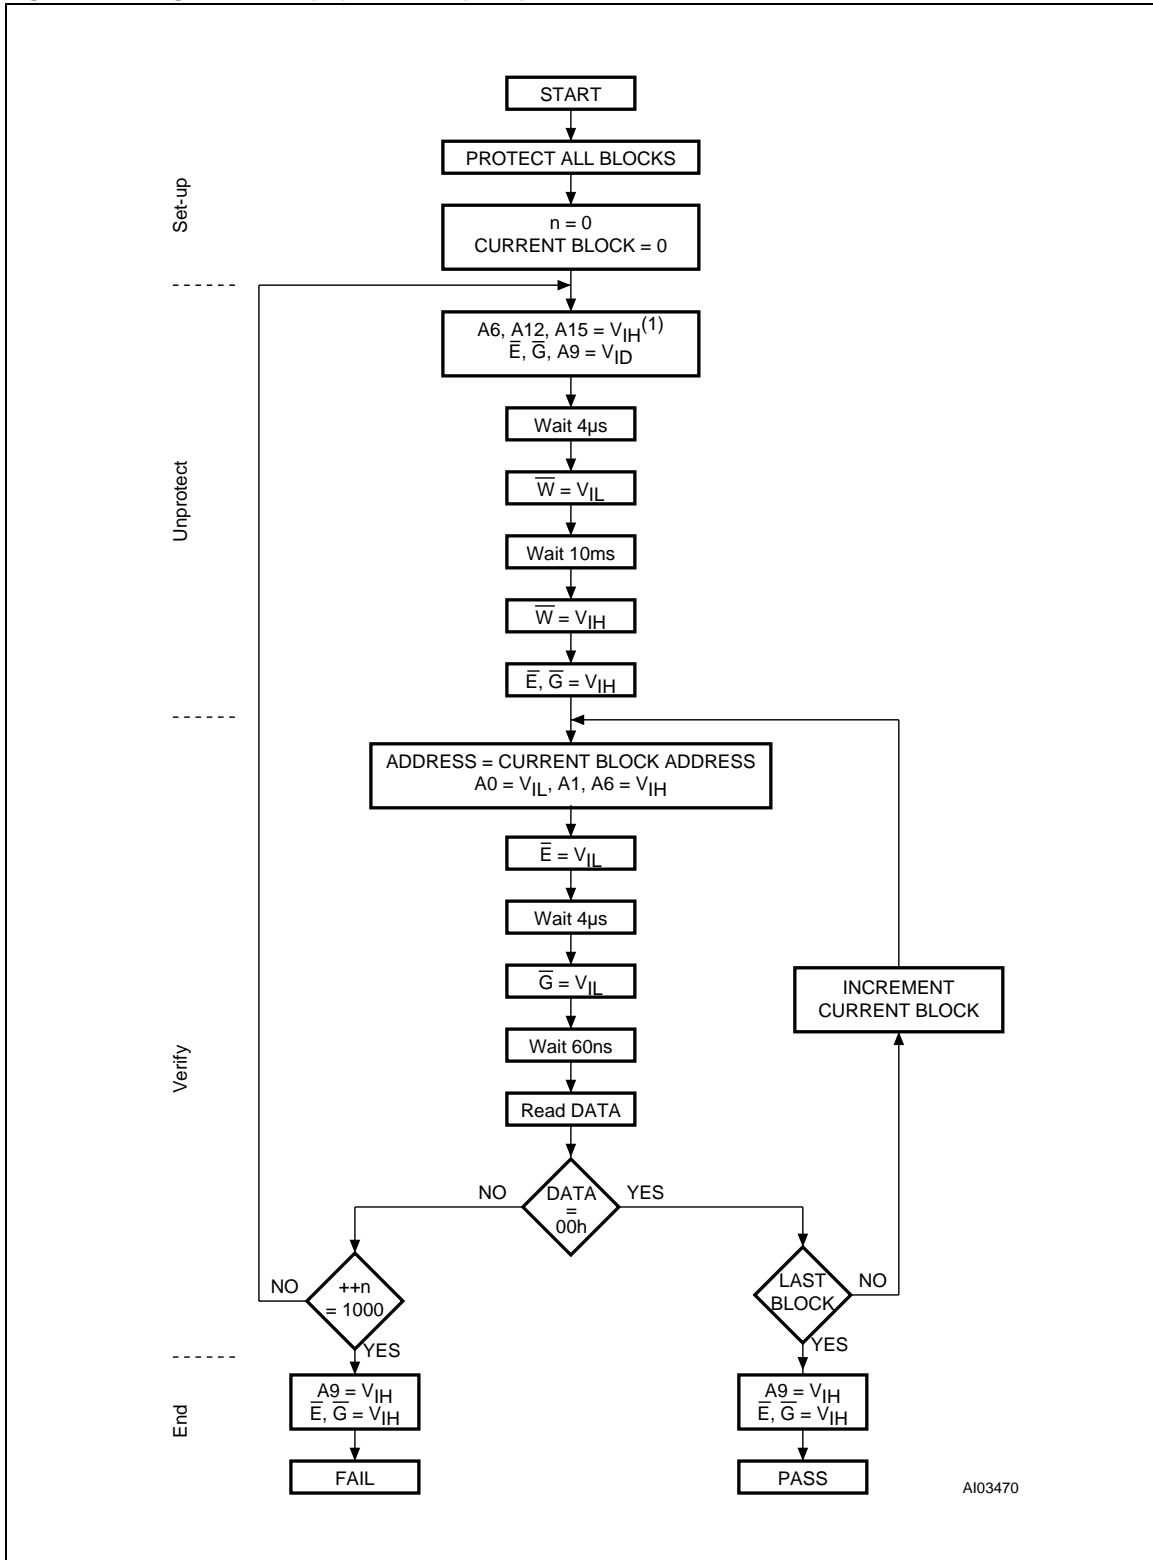 START
PROTECT ALL BLOCKS
Set-up
n = 0
CURRENT BLOCK = 0
A6, A12, A15 = VIH(1)
E̅, G̅, A9 = VID
Wait 4µs
Unprotect
W̅ = VIL
Wait 10ms
W̅ = VIH
E̅, G̅ = VIH
ADDRESS = CURRENT BLOCK ADDRESS
A0 = VIL, A1, A6 = VIH
E̅ = VIL
Wait 4µs
G̅ = VIL
INCREMENT
CURRENT BLOCK
Wait 60ns
Verify
Read DATA
NO
DATA
=
00h
YES
NO
++n
= 1000
LAST
BLOCK
NO
YES
YES
End
A9 = VIH
E̅, G̅ = VIH
A9 = VIH
E̅, G̅ = VIH
FAIL
PASS
AI03470